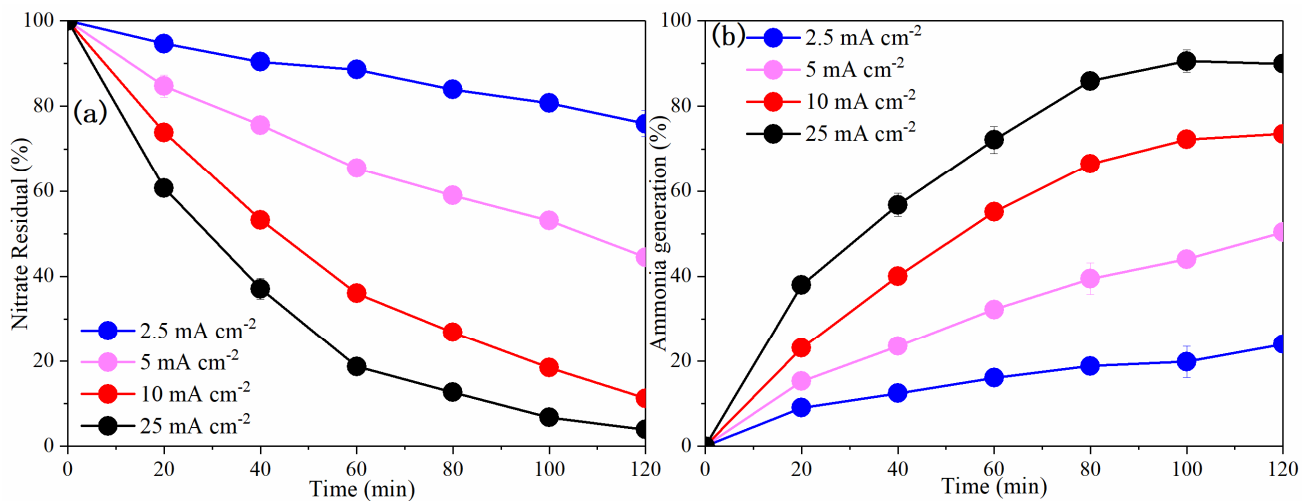 100
80
60
40
20
0
Nitrate Residual (%)
(a)
2.5 mA cm⁻²
5 mA cm⁻²
10 mA cm⁻²
25 mA cm⁻²
0 20 40 60 80 100 120
Time (min)
100
80
60
40
20
0
Ammonia generation (%)
(b)
2.5 mA cm⁻²
5 mA cm⁻²
10 mA cm⁻²
25 mA cm⁻²
0 20 40 60 80 100 120
Time (min)